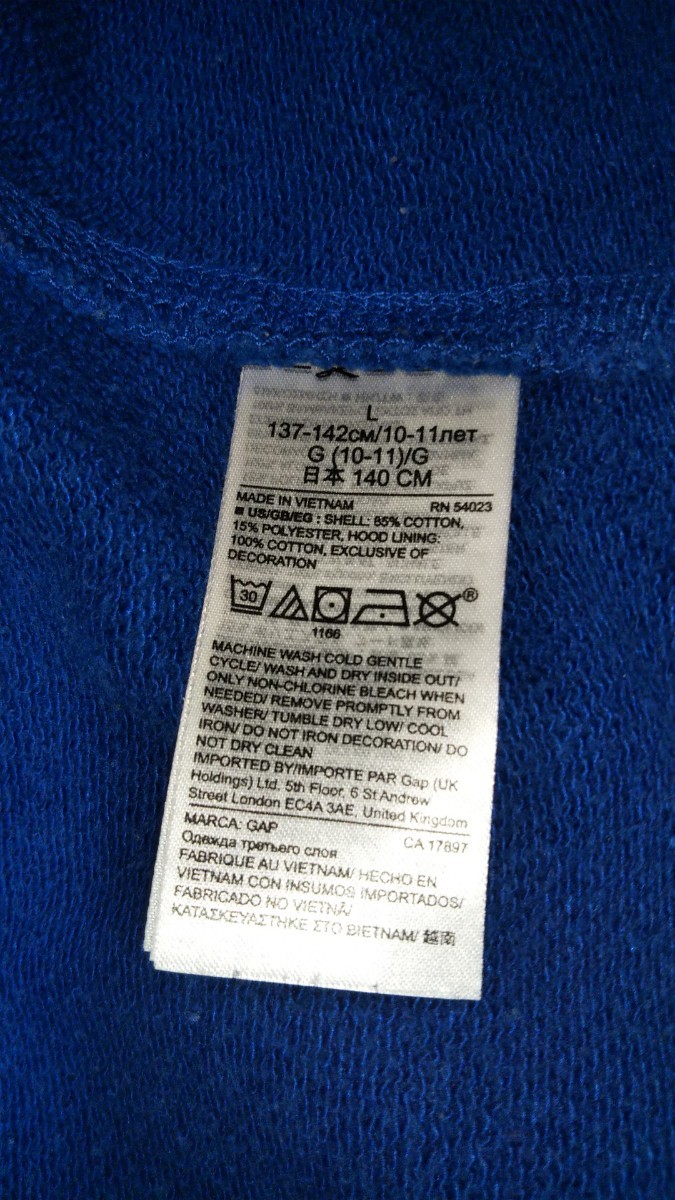 L
137-142см/10-11лет
G (10-11)/G
日本 140 CM
MADE IN VIETNAM RN 54023
■ US/GB/EG : SHELL: 85% COTTON,
15% POLYESTER, HOOD LINING:
100% COTTON, EXCLUSIVE OF
DECORATION
30
®
1166
MACHINE WASH COLD GENTLE
CYCLE/ WASH AND DRY INSIDE OUT/
ONLY NON-CHLORINE BLEACH WHEN
NEEDED/ REMOVE PROMPTLY FROM
WASHER/ TUMBLE DRY LOW/ COOL
IRON/ DO NOT IRON DECORATION/ DO
NOT DRY CLEAN
IMPORTED BY/IMPORTE PAR Gap (UK
Holdings) Ltd. 5th Floor, 6 St Andrew
Street London EC4A 3AE, United Kingdom
MARCA: GAP CA 17897
Одежда третьего слоя
FABRIQUE AU VIETNAM/ HECHO EN
VIETNAM CON INSUMOS IMPORTADOS/
FABRICADO NO VIETNÃ/
ΚΑΤΑΣΚΕΥΑΣΤΗΚΕ ΣΤΟ ΒΙΕΤΝΑΜ/ 越南